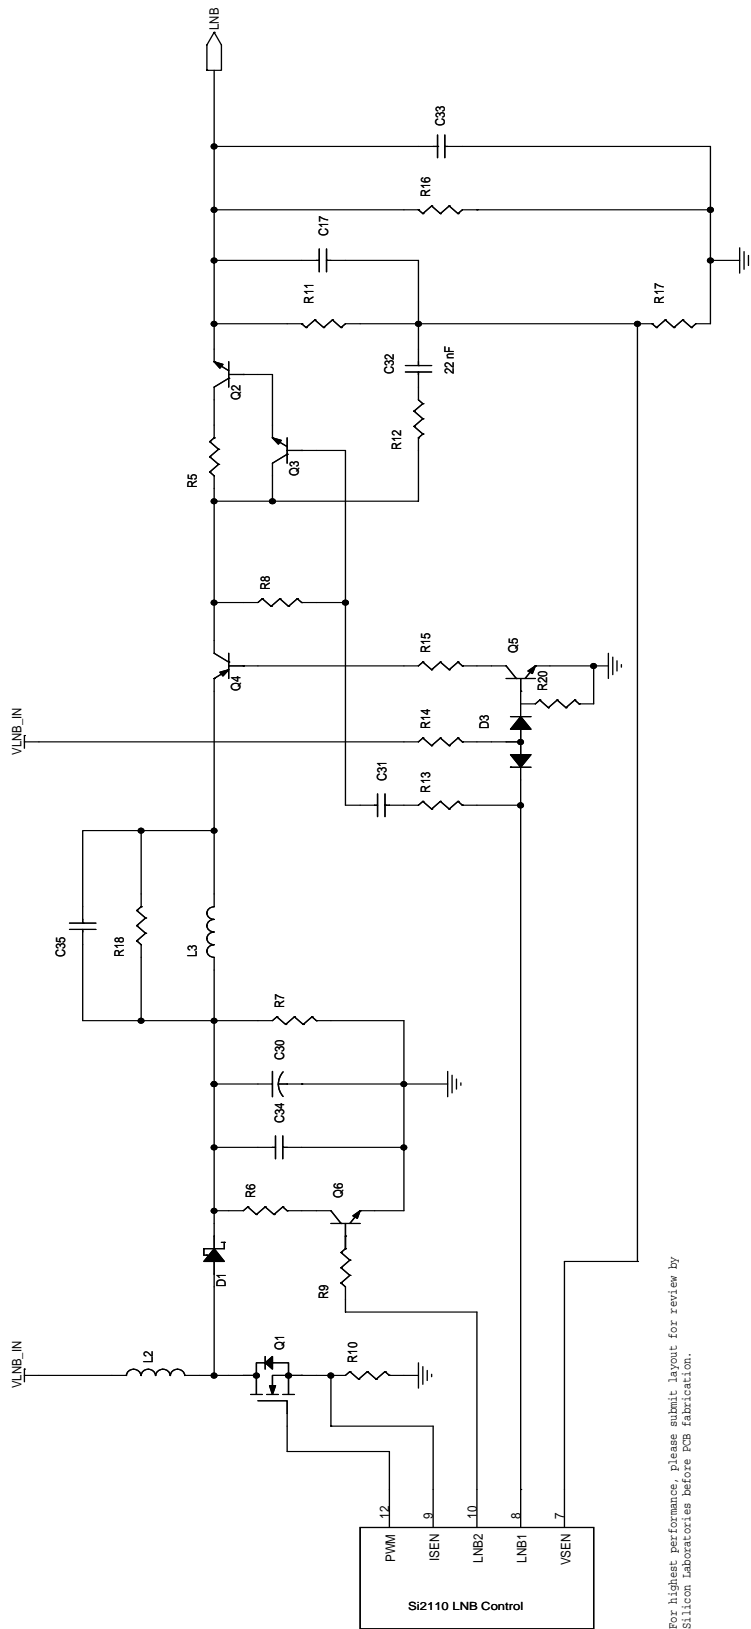 LNB
C33
R16
C17
R11
R17
C32
22 nF
R12
Q2
R5
Q3
R8
Q4
R15
Q5
R20
D3
R14
VLNB_IN
C31
R13
C35
R18
L3
R7
C30
C34
R6
Q6
R9
D1
VLNB_IN
L2
Q1
R10
12
9
10
8
7
PWM
ISEN
LNB2
LNB1
VSEN
Si2110 LNB Control
For highest performance, please submit layout for review by
Silicon Laboratories before PCB fabrication.